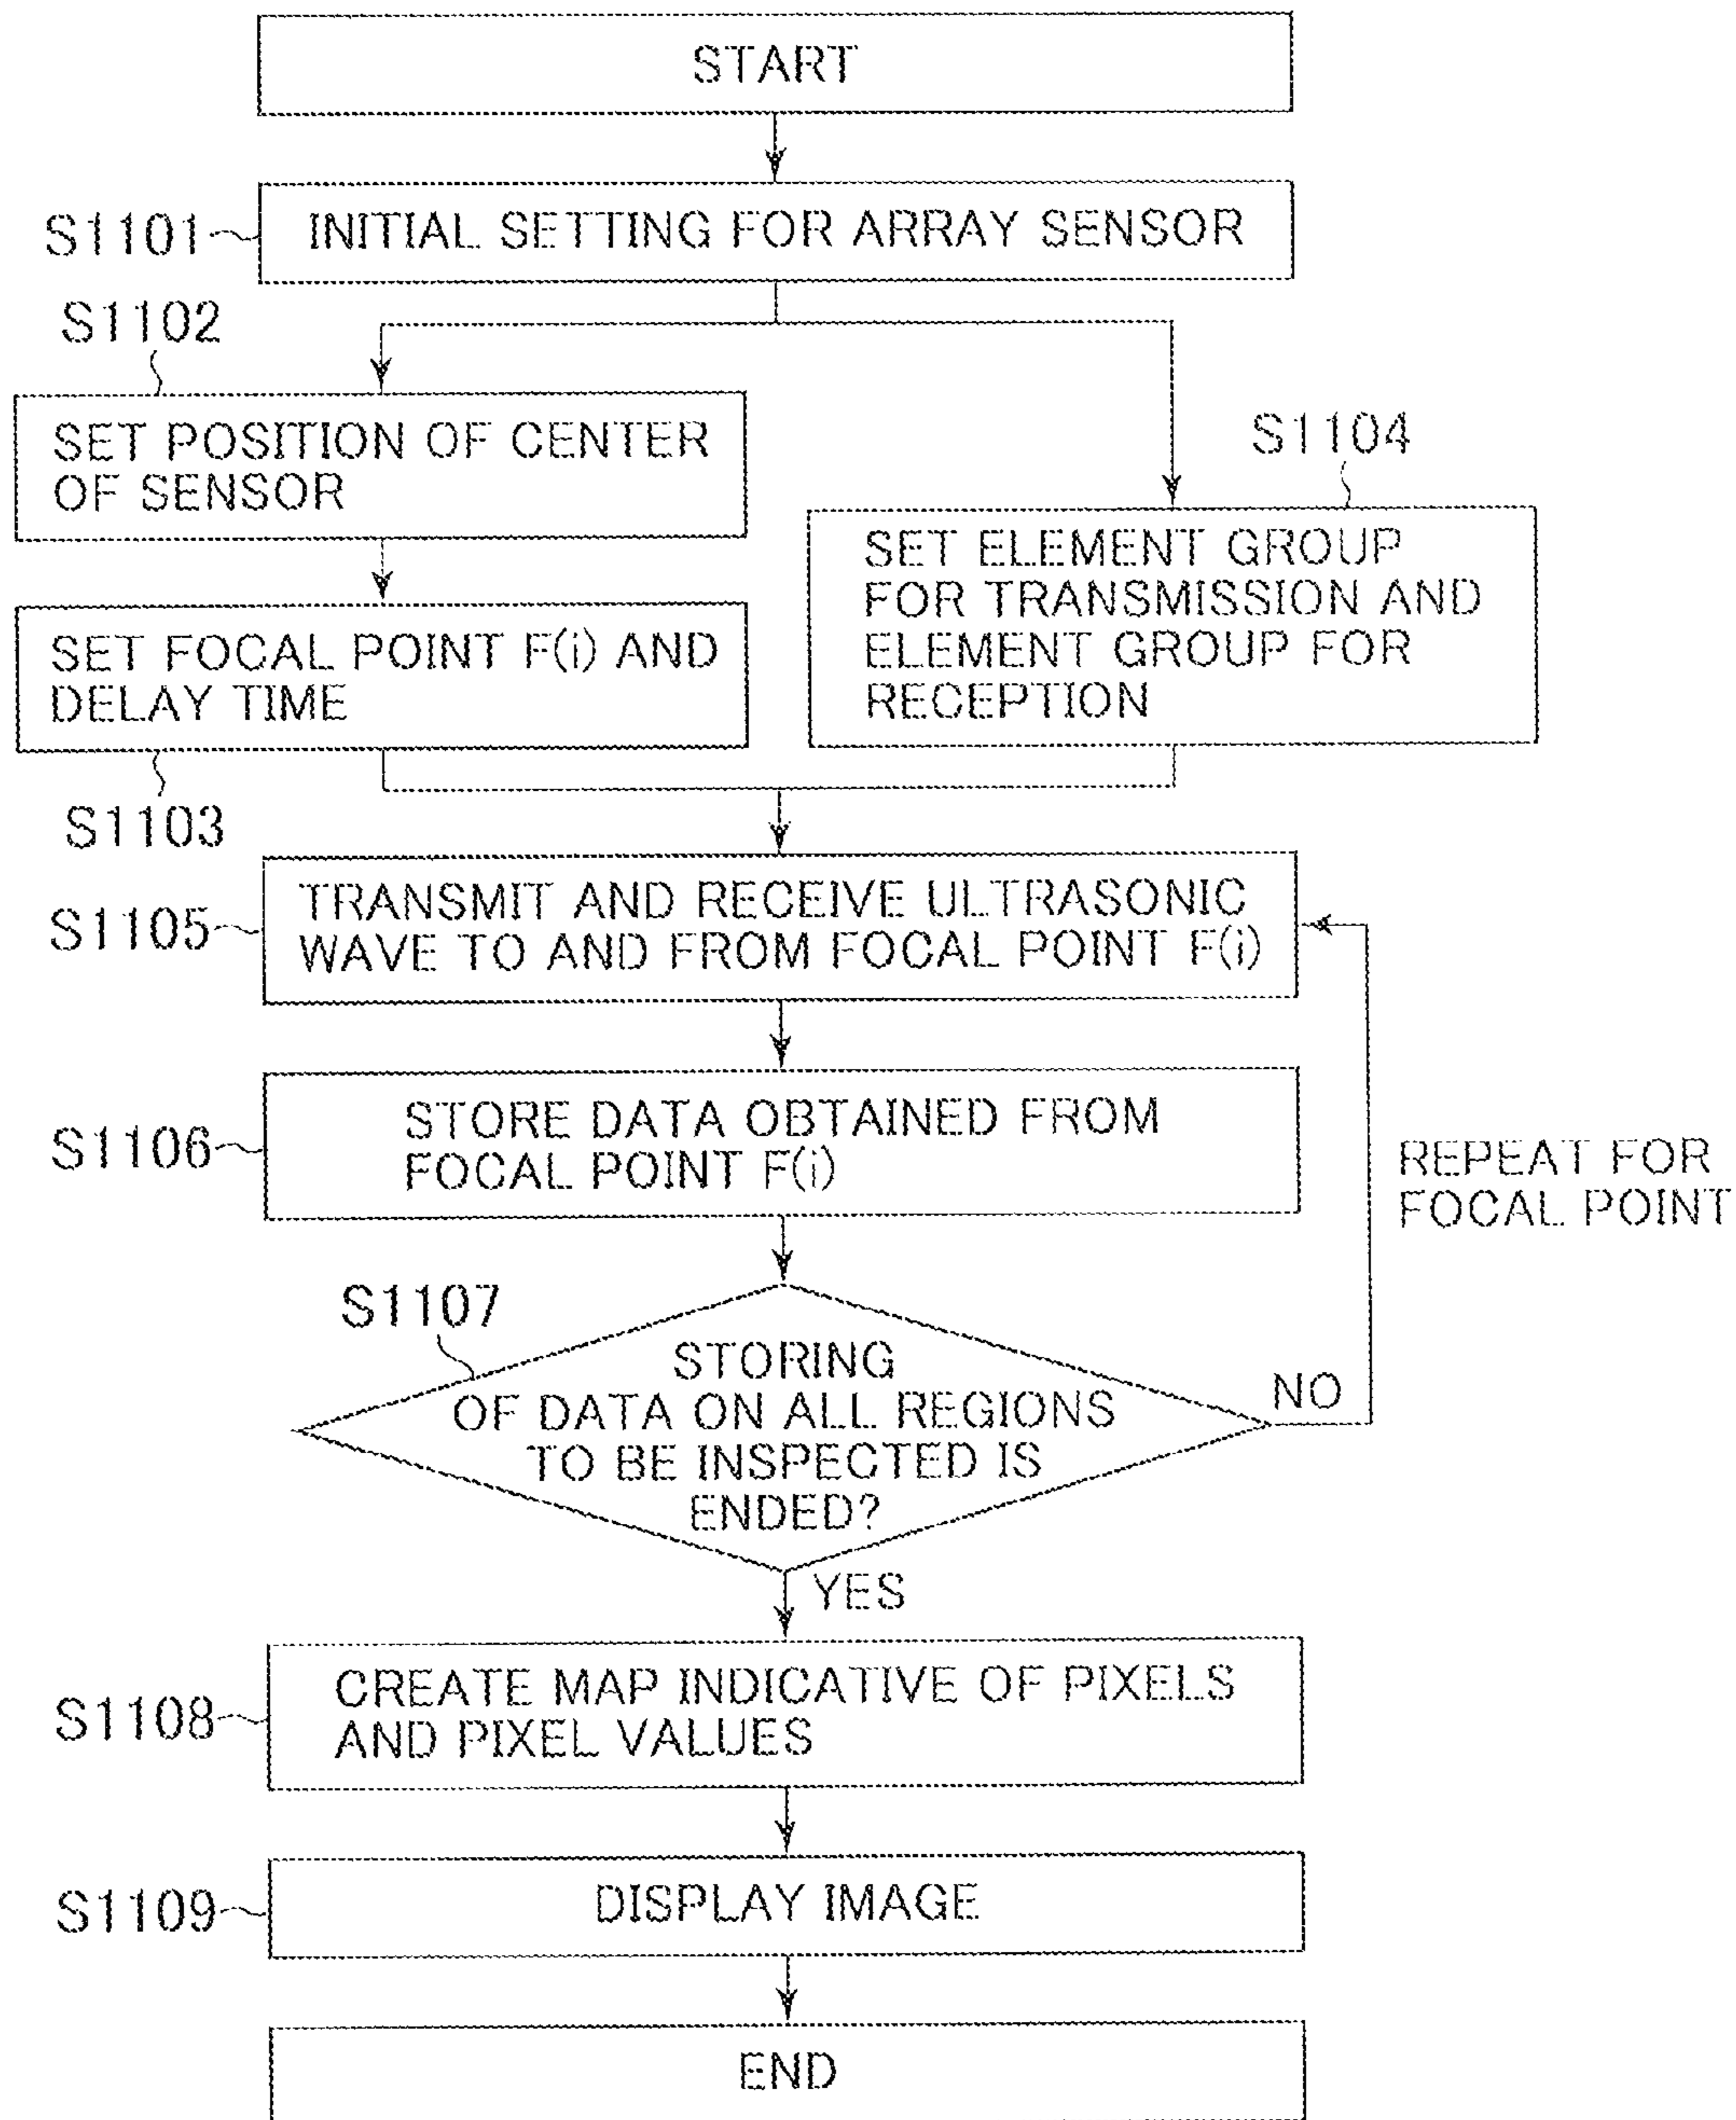 START
S1101
INITIAL SETTING FOR ARRAY SENSOR
S1102
SET POSITION OF CENTER
OF SENSOR
S1104
SET ELEMENT GROUP
FOR TRANSMISSION AND
ELEMENT GROUP FOR
RECEPTION
SET FOCAL POINT F(i) AND
DELAY TIME
S1103
S1105
TRANSMIT AND RECEIVE ULTRASONIC
WAVE TO AND FROM FOCAL POINT F(i)
S1106
STORE DATA OBTAINED FROM
FOCAL POINT F(i)
REPEAT FOR
FOCAL POINT
S1107
STORING
OF DATA ON ALL REGIONS
TO BE INSPECTED IS
ENDED?
NO
YES
S1108
CREATE MAP INDICATIVE OF PIXELS
AND PIXEL VALUES
S1109
DISPLAY IMAGE
END